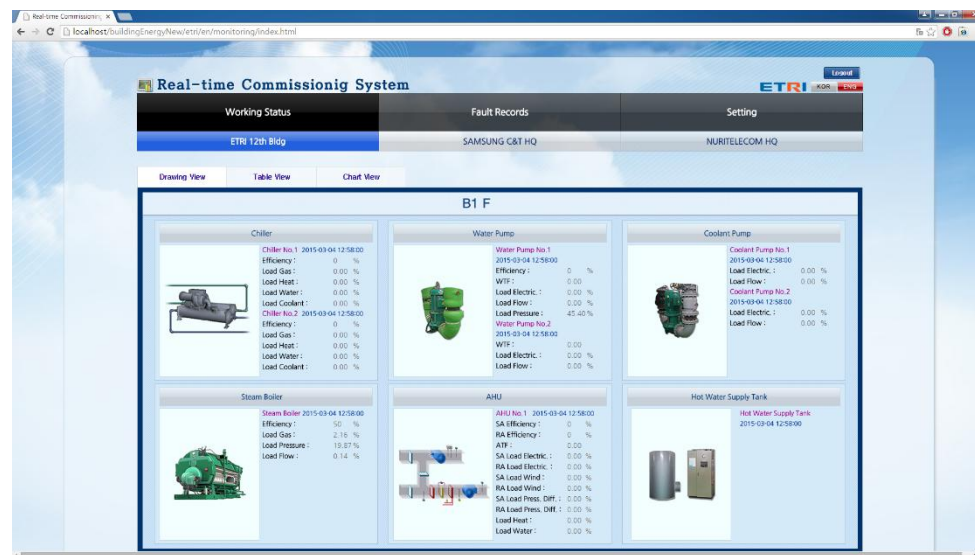 Real-time Commissioning
localhost/buildingEnergyNew/etri/en/monitoring/index.html
Logout
Real-time Commissionig System
ETRI KOR ENG
Working Status Fault Records Setting
ETRI 12th Bldg SAMSUNG C&T HQ NURITELECOM HQ
Drawing View Table View Chart View
B1 F
Chiller
Chiller No.1 2015-03-04 12:58:00
Efficiency : 0 %
Load Gas : 0.00 %
Load Heat : 0.00 %
Load Water : 0.00 %
Load Coolant : 0.00 %
Chiller No.2 2015-03-04 12:58:00
Efficiency : 0 %
Load Gas : 0.00 %
Load Heat : 0.00 %
Load Water : 0.00 %
Load Coolant : 0.00 %
Water Pump
Water Pump No.1
2015-03-04 12:58:00
Efficiency : 0 %
WTF : 0.00
Load Electric. : 0.00 %
Load Flow : 0.00 %
Load Pressure : 45.40 %
Water Pump No.2
2015-03-04 12:58:00
WTF : 0.00
Load Electric. : 0.00 %
Load Flow : 0.00 %
Coolant Pump
Coolant Pump No.1
2015-03-04 12:58:00
Load Electric. : 0.00 %
Load Flow : 0.00 %
Coolant Pump No.2
2015-03-04 12:58:00
Load Electric. : 0.00 %
Load Flow : 0.00 %
Steam Boiler
Steam Boiler 2015-03-04 12:58:00
Efficiency : 50 %
Load Gas : 2.16 %
Load Pressure : 19.87 %
Load Flow : 0.14 %
AHU
AHU No.1 2015-03-04 12:58:00
SA Efficiency : 0 %
RA Efficiency : 0 %
ATF : 0.00
SA Load Electric. : 0.00 %
RA Load Electric. : 0.00 %
SA Load Wind : 0.00 %
RA Load Wind : 0.00 %
SA Load Press. Diff. : 0.00 %
RA Load Press. Diff. : 0.00 %
Load Heat : 0.00 %
Load Water : 0.00 %
Hot Water Supply Tank
Hot Water Supply Tank
2015-03-04 12:58:00